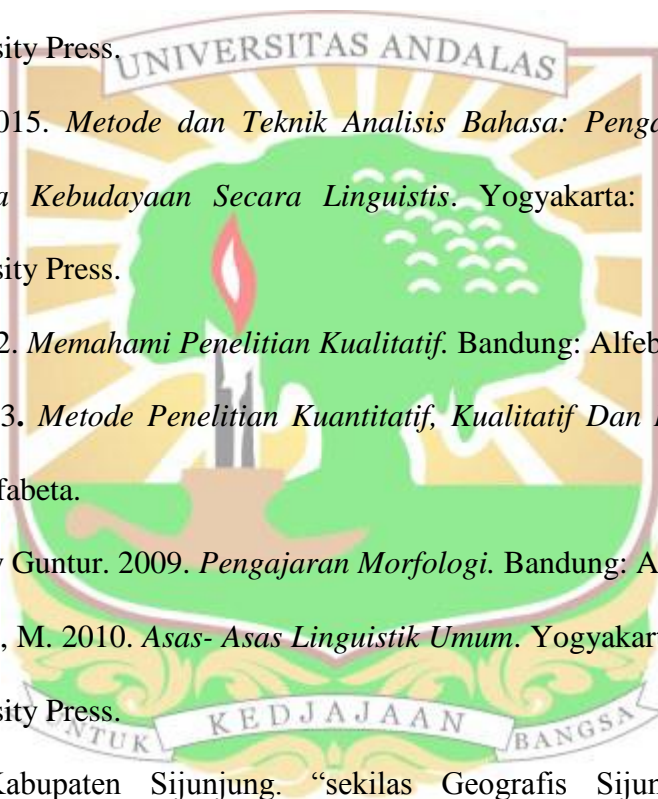 sity Press.
UNIVERSITAS ANDALAS
015. Metode dan Teknik Analisis Bahasa: Penga
a Kebudayaan Secara Linguistis. Yogyakarta:
sity Press.
2. Memahami Penelitian Kualitatif. Bandung: Alfeb
3. Metode Penelitian Kuantitatif, Kualitatif Dan
fabeta.
y Guntur. 2009. Pengajaran Morfologi. Bandung: A
, M. 2010. Asas- Asas Linguistik Umum. Yogyakar
sity Press.
UNTUK KEDJAJAAN BANGSA
Kabupaten Sijunjung. “sekilas Geografis Sijun